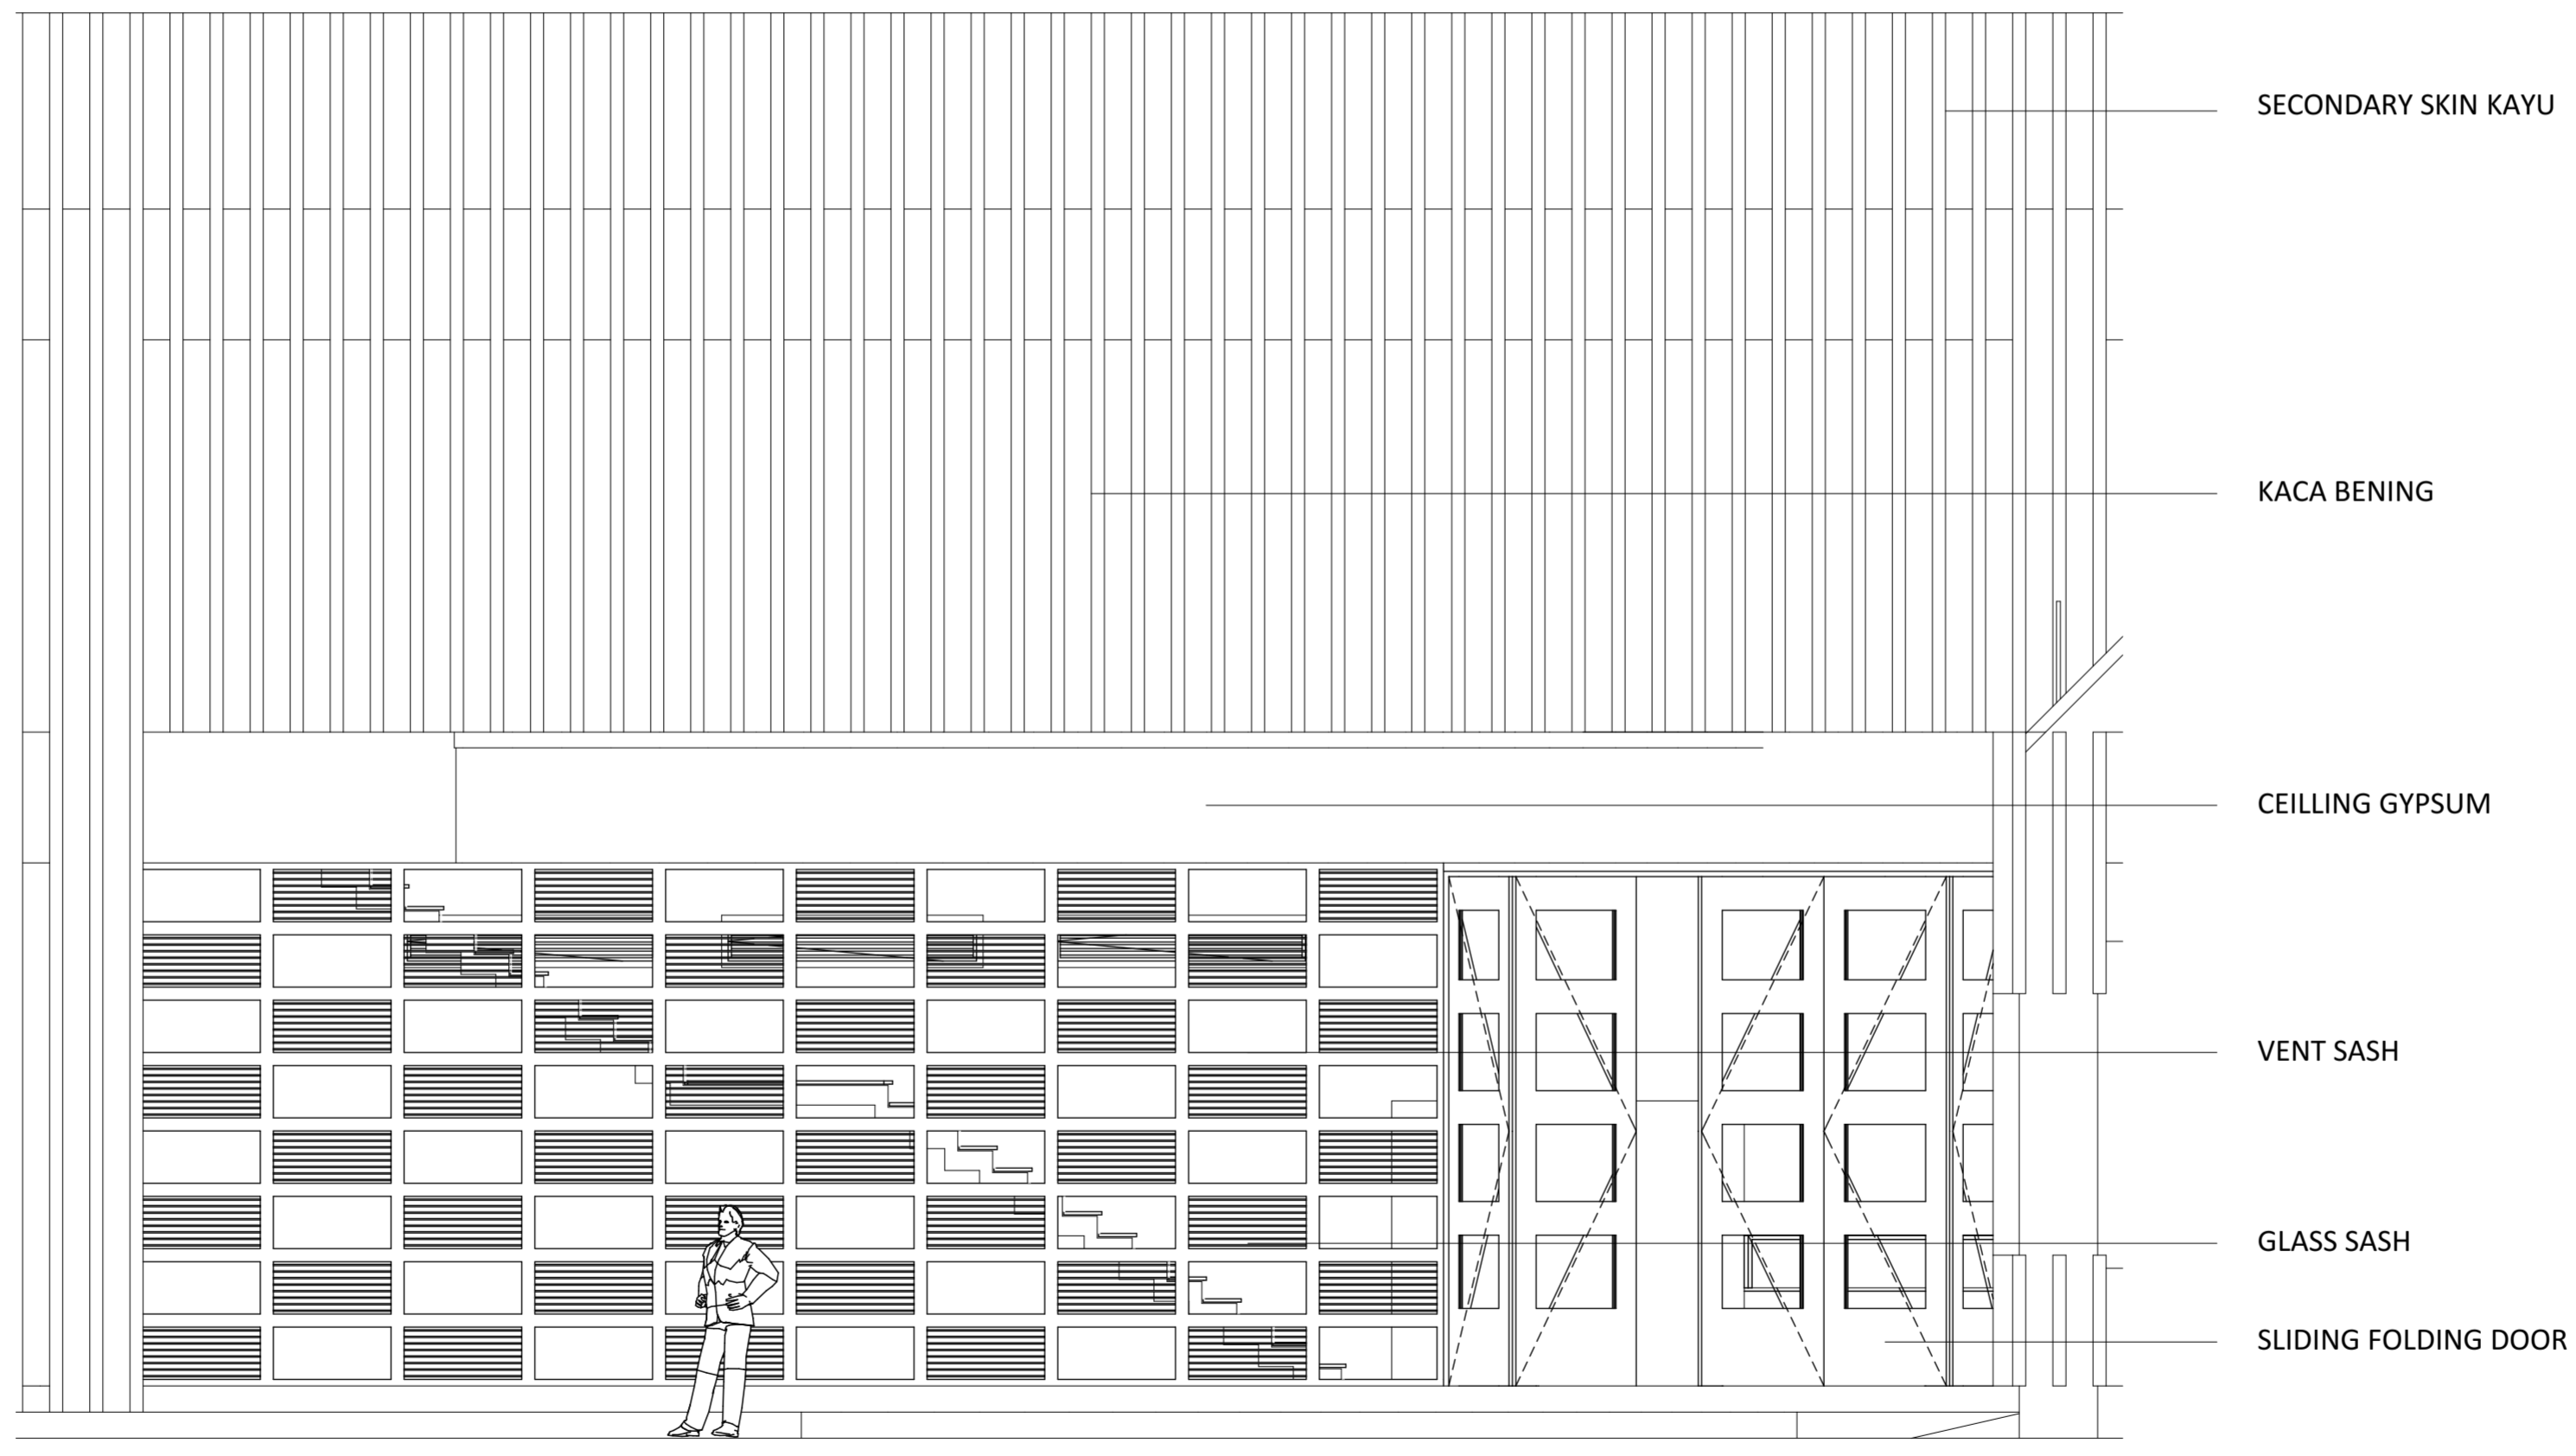 SECONDARY SKIN KAYU
KACA BENING
CEILLING GYPSUM
VENT SASH
GLASS SASH
SLIDING FOLDING DOOR